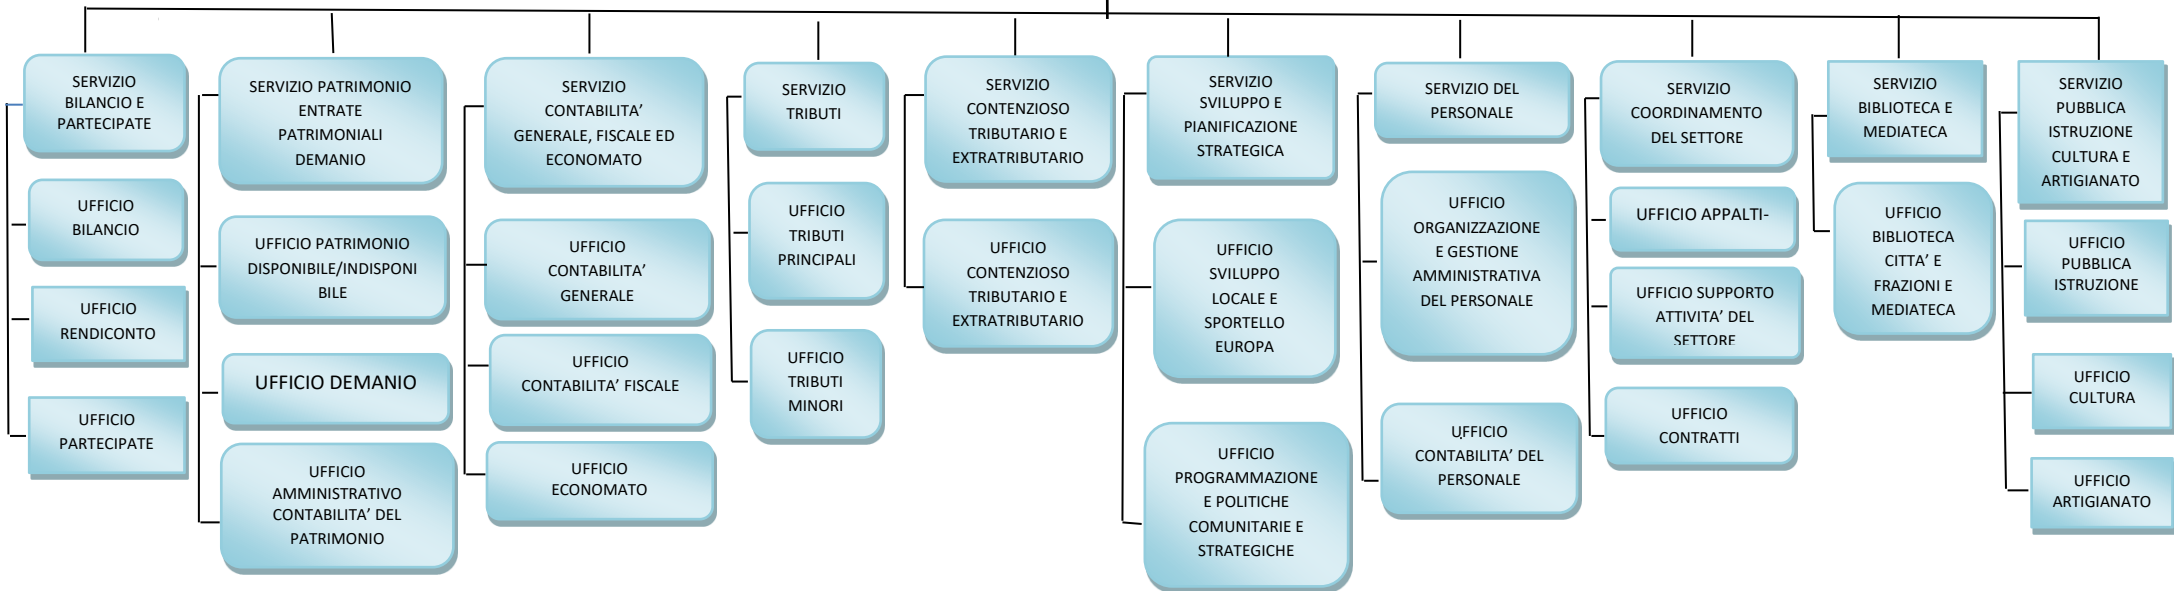 SERVIZIO
BILANCIO E
PARTECIPATE
UFFICIO
BILANCIO
UFFICIO
RENDICONTO
UFFICIO
PARTECIPATE
SERVIZIO PATRIMONIO
ENTRATE
PATRIMONIALI
DEMANIO
UFFICIO PATRIMONIO
DISPONIBILE/INDISPONI
BILE
UFFICIO DEMANIO
UFFICIO
AMMINISTRATIVO
CONTABILITA’ DEL
PATRIMONIO
SERVIZIO
CONTABILITA’
GENERALE, FISCALE ED
ECONOMATO
UFFICIO
CONTABILITA’
GENERALE
UFFICIO
CONTABILITA’ FISCALE
UFFICIO
ECONOMATO
SERVIZIO
TRIBUTI
UFFICIO
TRIBUTI
PRINCIPALI
UFFICIO
TRIBUTI
MINORI
SERVIZIO
CONTENZIOSO
TRIBUTARIO E
EXTRATRIBUTARIO
UFFICIO
CONTENZIOSO
TRIBUTARIO E
EXTRATRIBUTARIO
SERVIZIO
SVILUPPO E
PIANIFICAZIONE
STRATEGICA
UFFICIO
SVILUPPO
LOCALE E
SPORTELLO
EUROPA
UFFICIO
PROGRAMMAZIONE
E POLITICHE
COMUNITARIE E
STRATEGICHE
SERVIZIO DEL
PERSONALE
UFFICIO
ORGANIZZAZIONE
E GESTIONE
AMMINISTRATIVA
DEL PERSONALE
UFFICIO
CONTABILITA’ DEL
PERSONALE
SERVIZIO
COORDINAMENTO
DEL SETTORE
UFFICIO APPALTI-
UFFICIO SUPPORTO
ATTIVITA’ DEL
SETTORE
UFFICIO
CONTRATTI
SERVIZIO
BIBLIOTECA E
MEDIATECA
UFFICIO
BIBLIOTECA
CITTA’ E
FRAZIONI E
MEDIATECA
SERVIZIO
PUBBLICA
ISTRUZIONE
CULTURA E
ARTIGIANATO
UFFICIO
PUBBLICA
ISTRUZIONE
UFFICIO
CULTURA
UFFICIO
ARTIGIANATO